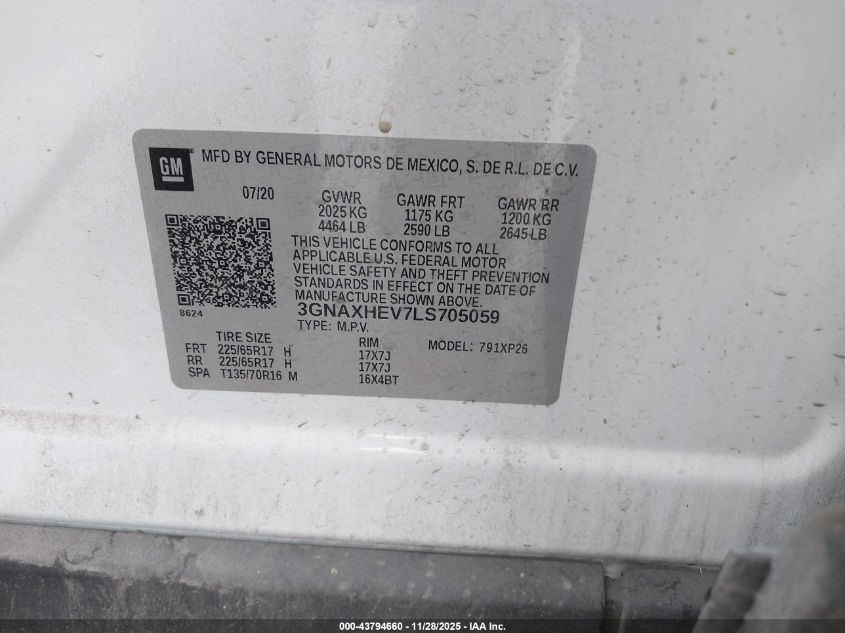 GM
MFD BY GENERAL MOTORS DE MEXICO, S. DE R.L. DE C.V.
07/20 GVWR GAWR FRT GAWR RR
2025 KG 1175 KG 1200 KG
4464 LB 2590 LB 2645 LB
THIS VEHICLE CONFORMS TO ALL
APPLICABLE U.S. FEDERAL MOTOR
VEHICLE SAFETY AND THEFT PREVENTION
STANDARDS IN EFFECT ON THE DATE OF
MANUFACTURE SHOWN ABOVE.
8624
3GNAXHEV7LS705059
TYPE: M.P.V.
TIRE SIZE RIM MODEL: 791XP26
FRT 225/65R17 H 17X7J
RR 225/65R17 H 17X7J
SPA T135/70R16 M 16X4BT
000-43794660 - 11/28/2025 - IAA Inc.